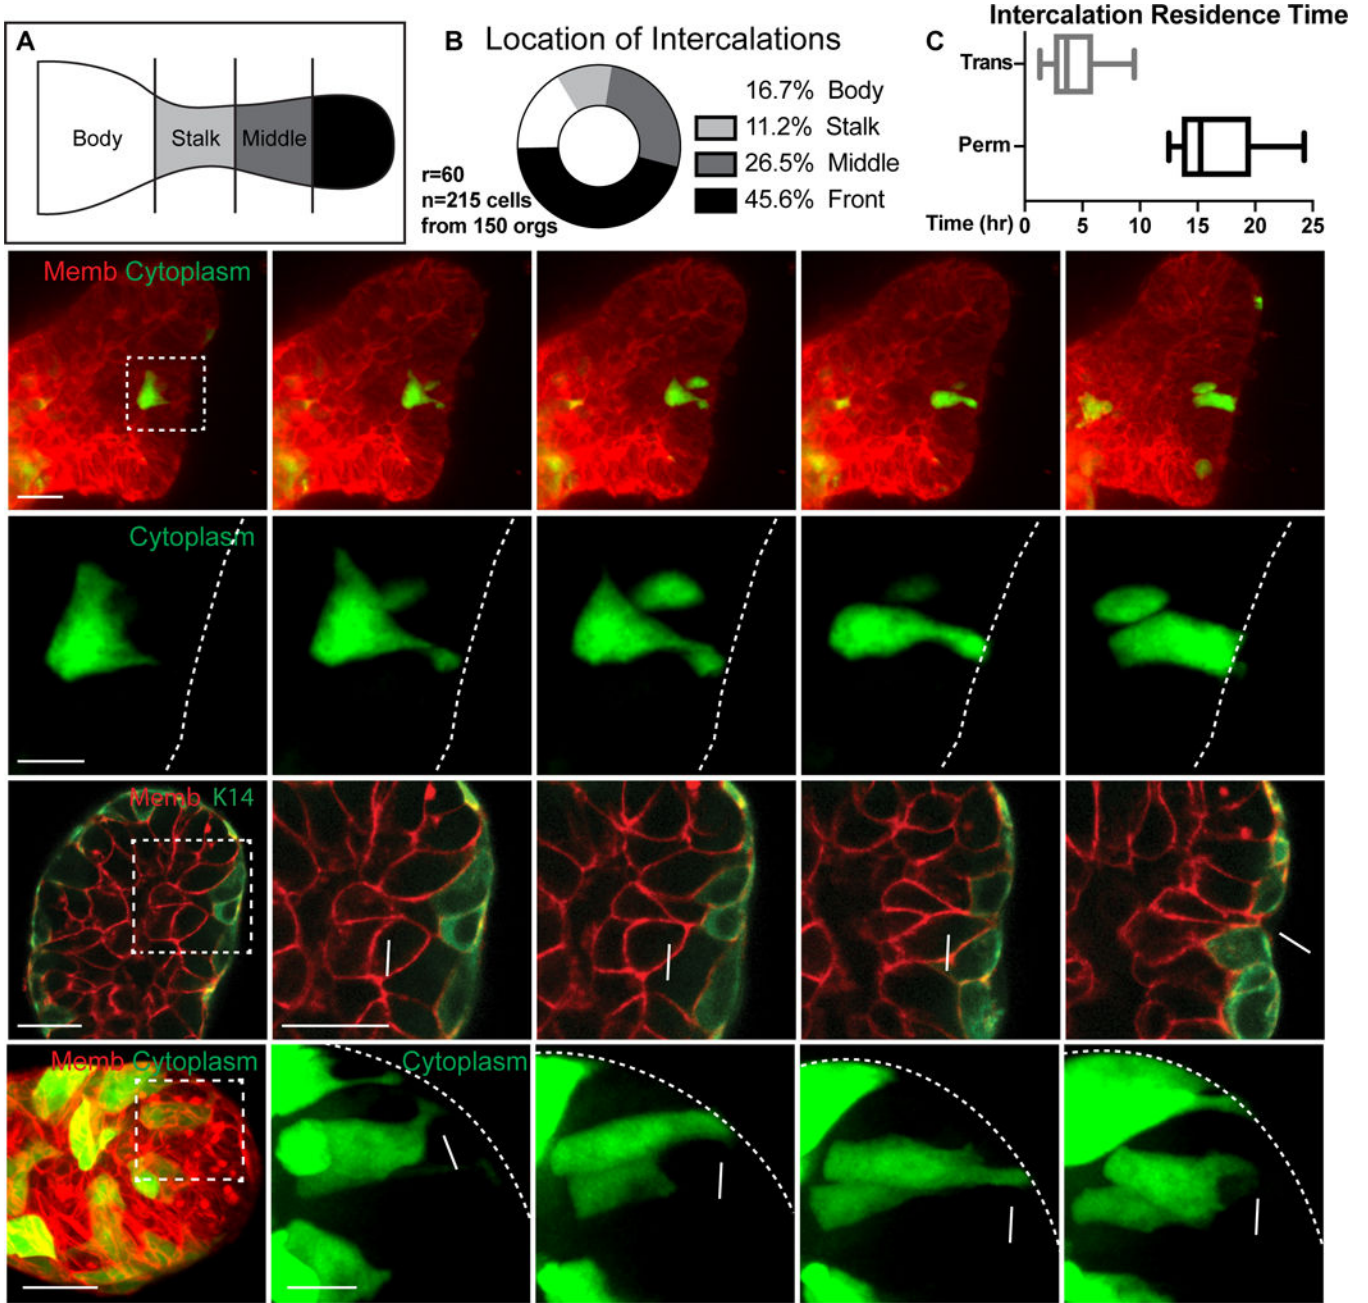 A
Body
Stalk
Middle
B Location of Intercalations
16.7% Body
11.2% Stalk
26.5% Middle
45.6% Front
r=60
n=215 cells
from 150 orgs
C
Intercalation Residence Time
Trans
Perm
Time (hr) 0 5 10 15 20 25
Memb Cytoplasm
Cytoplasm
Memb K14
Memb Cytoplasm
Cytoplasm